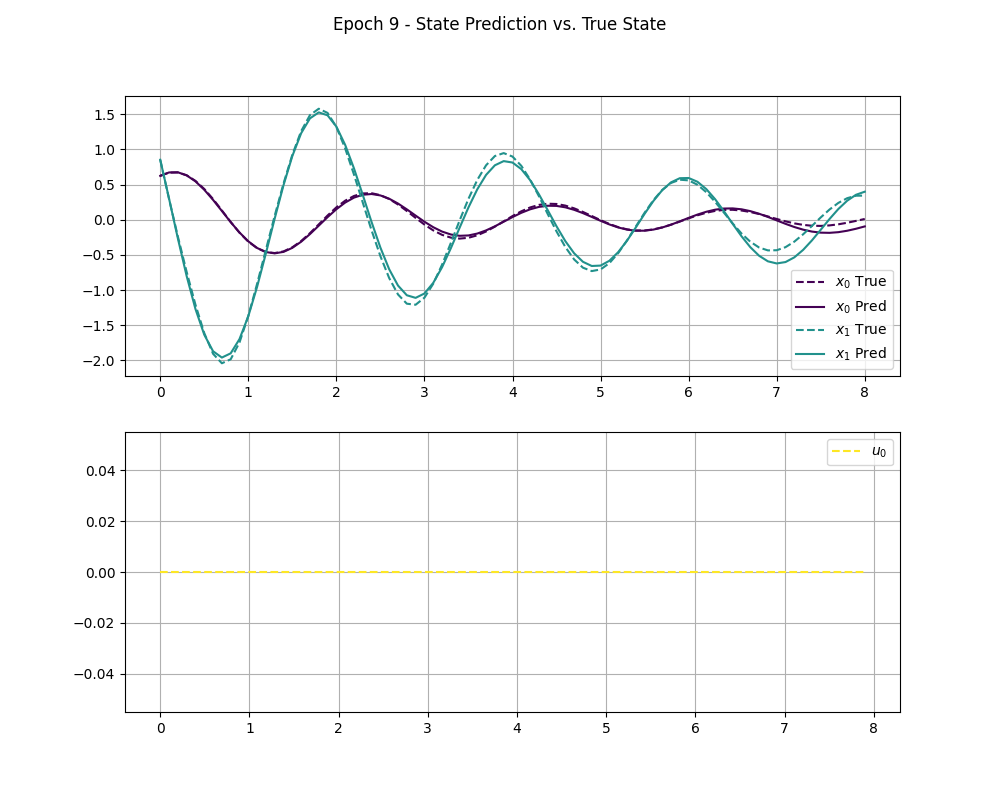 Epoch 9 - State Prediction vs. True State
1.5
1.0
0.5
0.0
−0.5
−1.0
−1.5
−2.0
x₀ True
x₀ Pred
x₁ True
x₁ Pred
0 1 2 3 4 5 6 7 8
0.04
0.02
0.00
−0.02
−0.04
u₀
0 1 2 3 4 5 6 7 8